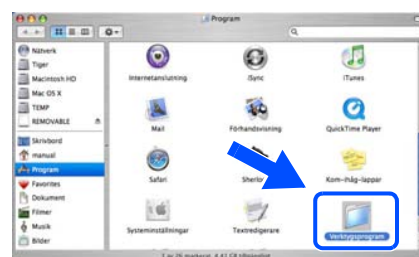 Program
Nätverk
Tiger
Macintosh HD
Mac OS X
TEMP
REMOVABLE
Skrivbord
manual
Program
Favorites
Dokument
Filmer
Musik
Bilder
Internetanslutning
iSync
iTunes
Mail
Förhandsvisning
QuickTime Player
Safari
Sherlo
Kom-ihåg-lappar
Systeminställningar
Textredigerare
Verktygsprogram